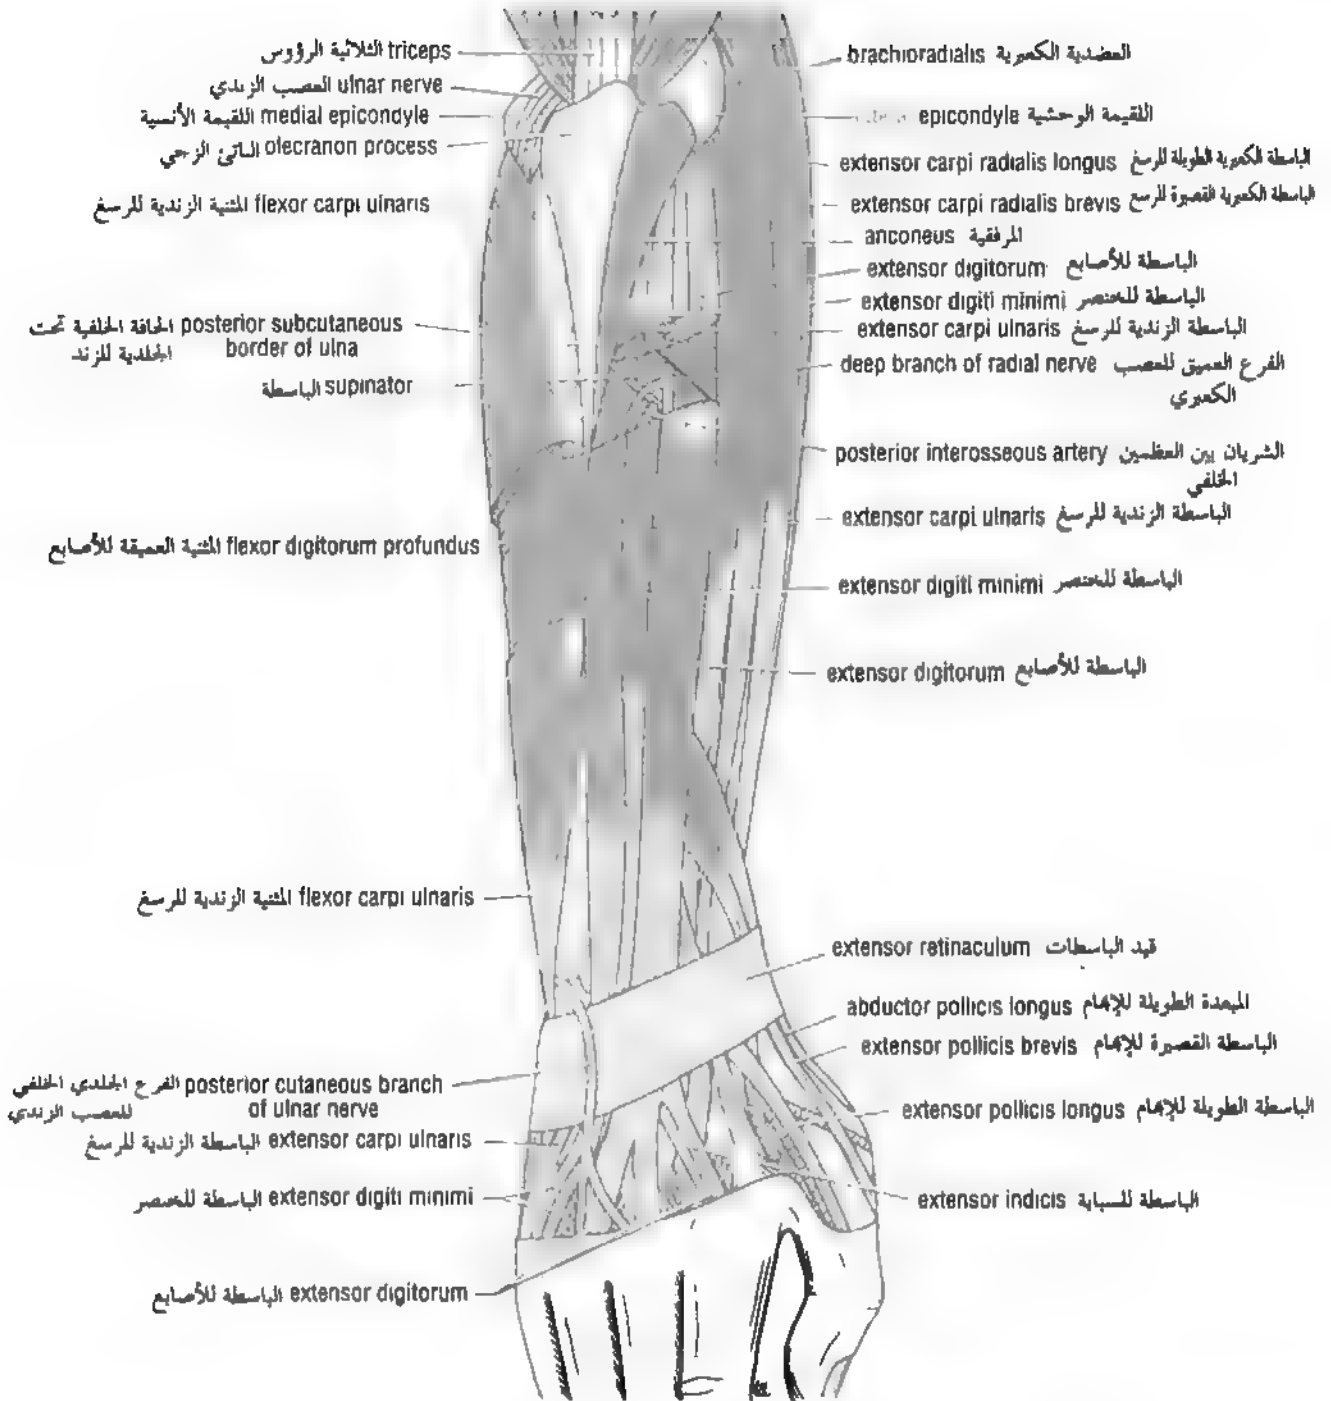 الثلاثية الرؤوس triceps
العصب الزندي ulnar nerve
اللقيمة الأنسية medial epicondyle
الناتئ الزجي olecranon process
المثنية الزندية للرسغ flexor carpi ulnaris
الحافة الخلفية تحت posterior subcutaneous
الجلدية للزند border of ulna
الباسطة supinator
المثنية العميقة للأصابع flexor digitorum profundus
المثنية الزندية للرسغ flexor carpi ulnaris
الفرع الجلدي الخلفي posterior cutaneous branch
للعصب الزندي of ulnar nerve
الباسطة الزندية للرسغ extensor carpi ulnaris
الباسطة للخنصر extensor digiti minimi
الباسطة للأصابع extensor digitorum
brachioradialis العضدية الكعبرية
epicondyle اللقيمة الوحشية
extensor carpi radialis longus الباسطة الكعبرية الطويلة للرسغ
extensor carpi radialis brevis الباسطة الكعبرية القصيرة للرسغ
anconeus المرفقية
extensor digitorum الباسطة للأصابع
extensor digiti minimi الباسطة للخنصر
extensor carpi ulnaris الباسطة الزندية للرسغ
deep branch of radial nerve الفرع العميق للعصب
الكعبري
posterior interosseous artery الشريان بين العظمين
الخلفي
extensor carpi ulnaris الباسطة الزندية للرسغ
extensor digiti minimi الباسطة للخنصر
extensor digitorum الباسطة للأصابع
extensor retinaculum قيد الباسطات
abductor pollicis longus المبعدة الطويلة للإبهام
extensor pollicis brevis الباسطة القصيرة للإبهام
extensor pollicis longus الباسطة الطويلة للإبهام
extensor indicis الباسطة للسبابة